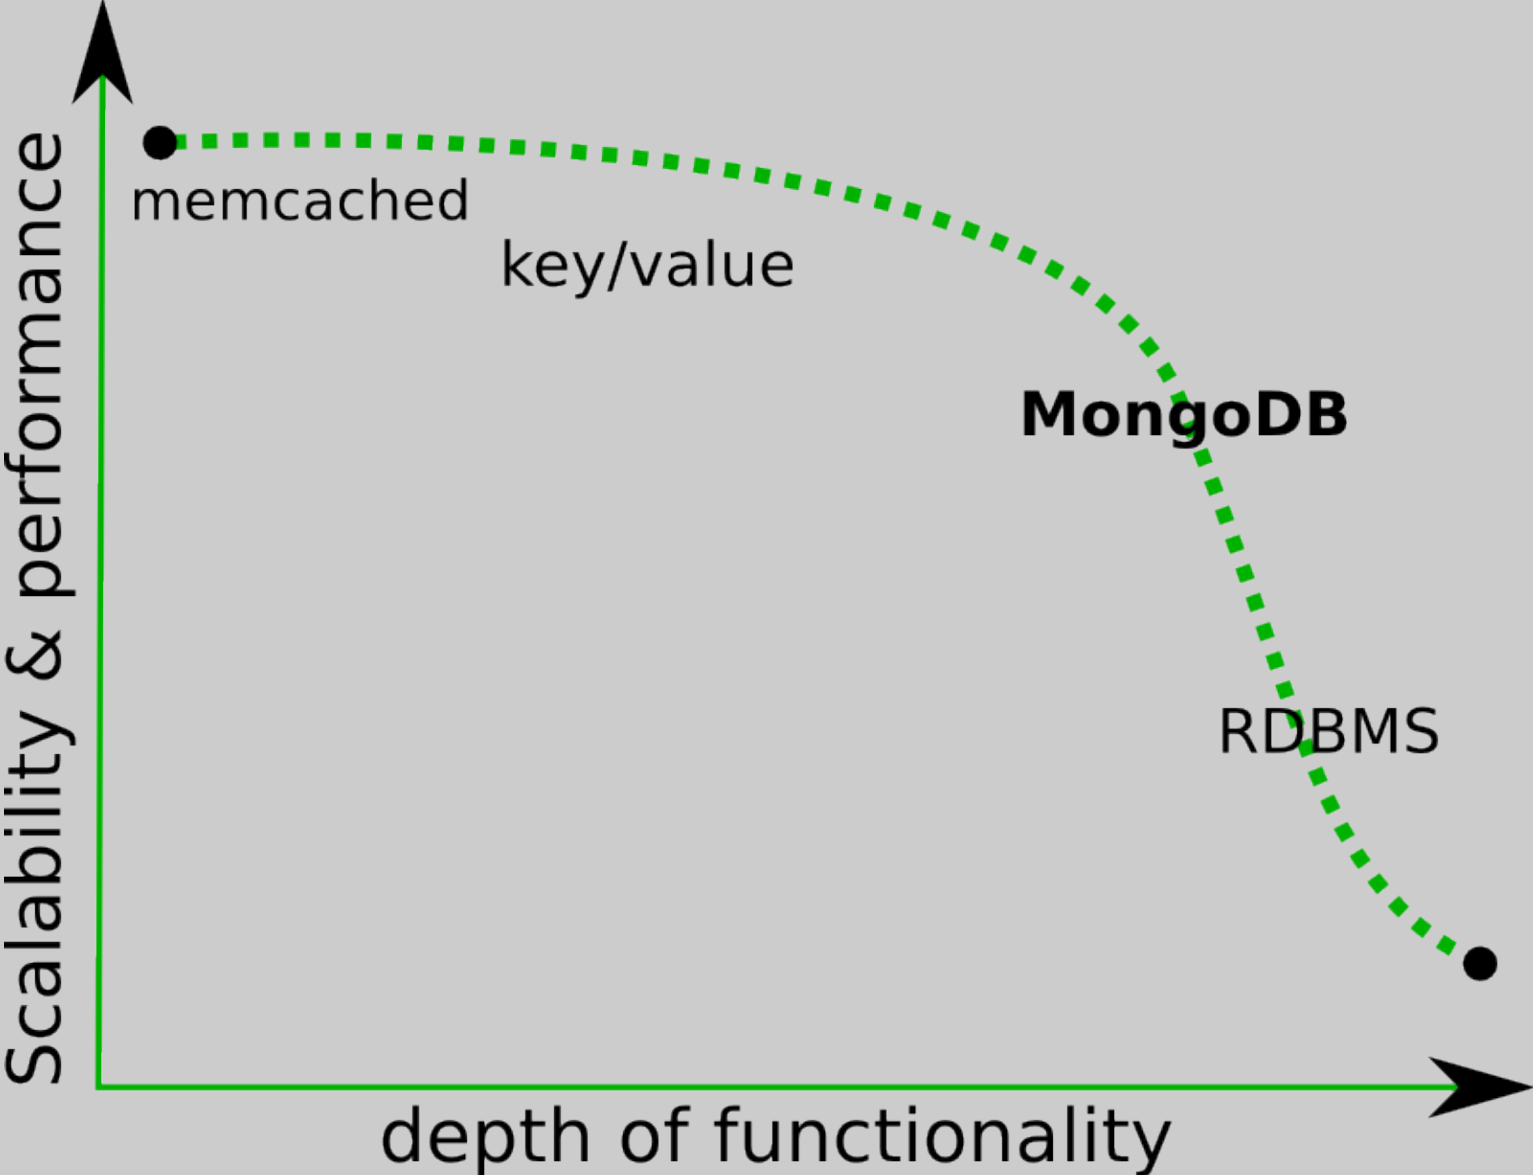 Scalability & performance
memcached
key/value
MongoDB
RDBMS
depth of functionality